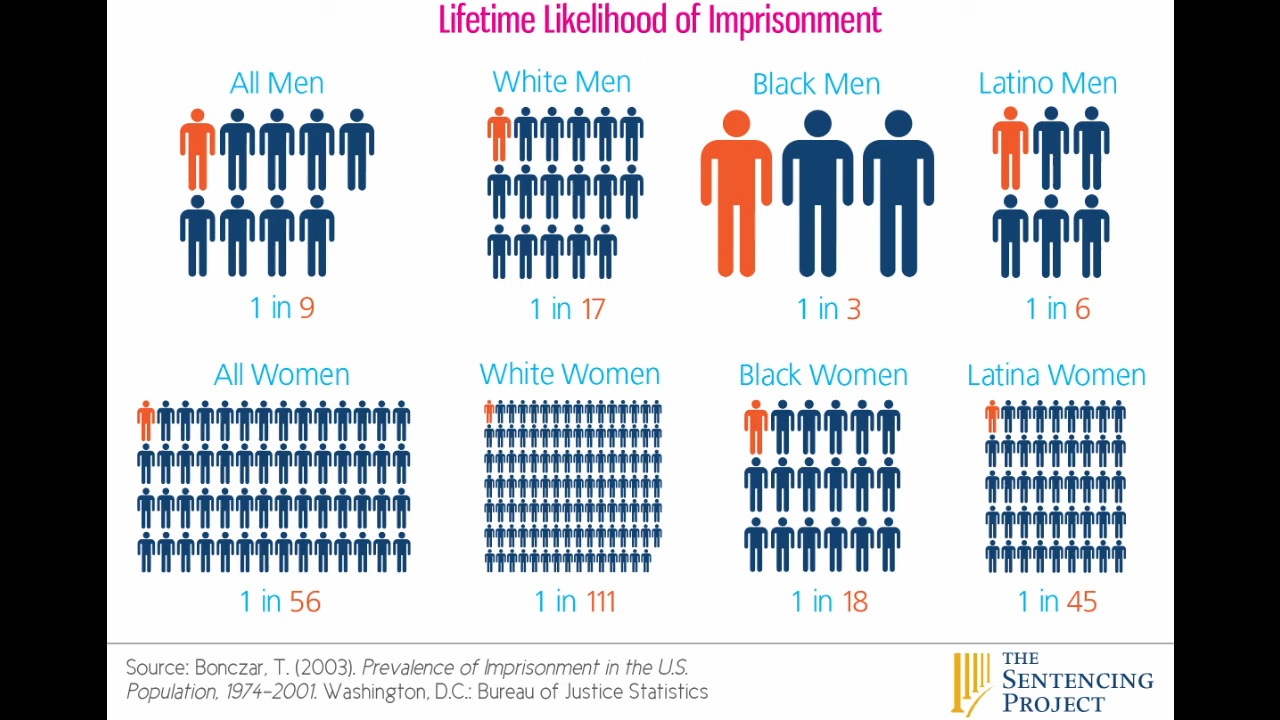 Lifetime Likelihood of Imprisonment
All Men
White Men
Black Men
Latino Men
1 in 9
1 in 17
1 in 3
1 in 6
All Women
White Women
Black Women
Latina Women
1 in 56
1 in 111
1 in 18
1 in 45
Source: Bonczar, T. (2003). Prevalence of Imprisonment in the U.S.
Population, 1974–2001. Washington, D.C.: Bureau of Justice Statistics
THE
SENTENCING
PROJECT